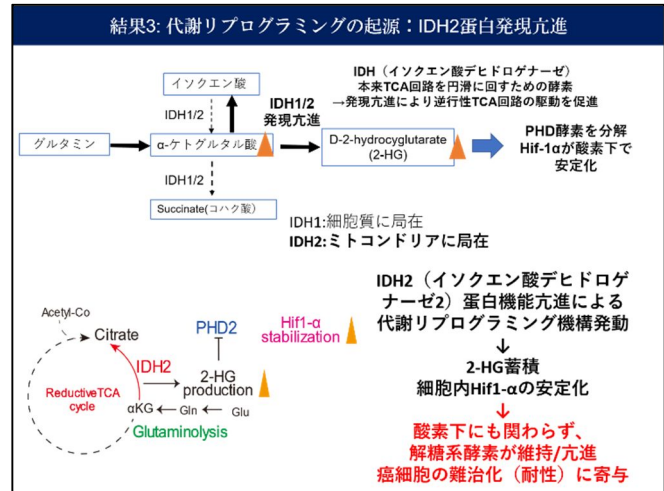 結果3: 代謝リプログラミングの起源：IDH2蛋白発現亢進
イソクエン酸
IDH（イソクエン酸デヒドロゲナーゼ）
本来TCA回路を円滑に回すための酵素
→発現亢進により逆行性TCA回路の駆動を促進
IDH1/2
IDH1/2
発現亢進
グルタミン
α-ケトグルタル酸
D-2-hydrocyglutarate
(2-HG)
PHD酵素を分解
Hif-1αが酸素下で
安定化
IDH1/2
Succinate(コハク酸)
IDH1:細胞質に局在
IDH2:ミトコンドリアに局在
Acetyl-Co
Citrate
PHD2
Hif1-α
stabilization
IDH2
2-HG
production
ReductiveTCA
cycle
αKG
Gln
Glu
Glutaminolysis
IDH2（イソクエン酸デヒドロゲ
ナーゼ2）蛋白機能亢進による
代謝リプログラミング機構発動
2-HG蓄積
細胞内Hif1-αの安定化
酸素下にも関わらず、
解糖系酵素が維持/亢進
癌細胞の難治化（耐性）に寄与